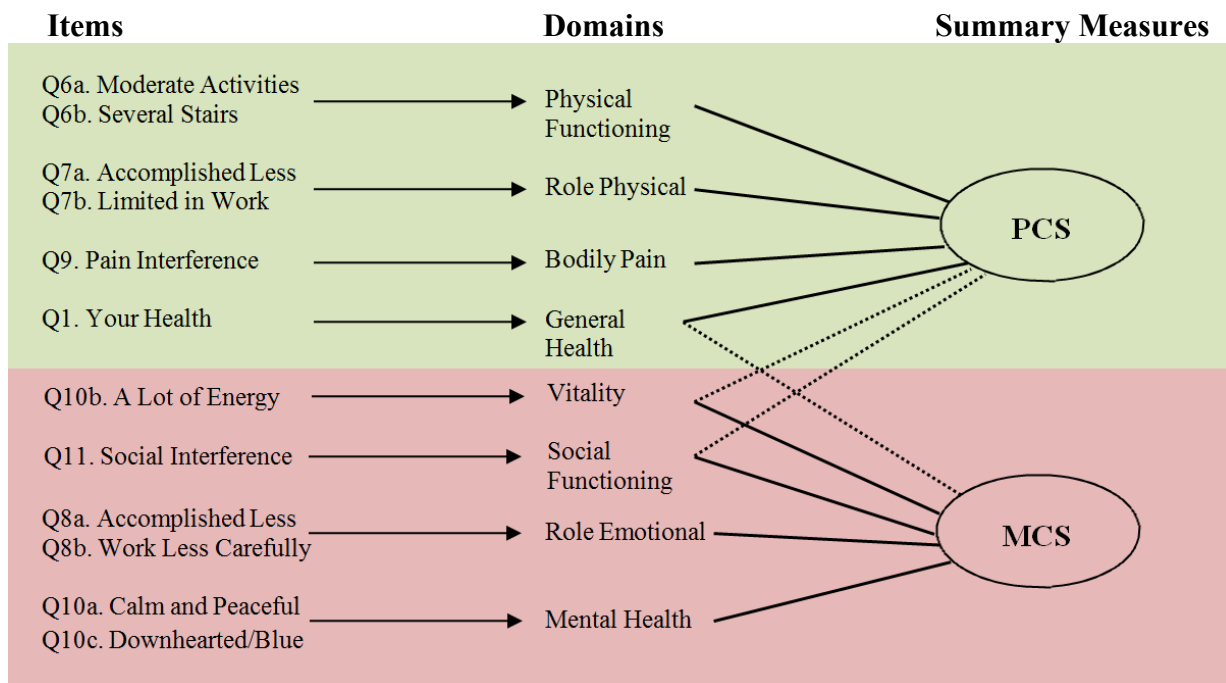 Items Domains Summary Measures
Q6a. Moderate Activities
Q6b. Several Stairs
Physical
Functioning
Q7a. Accomplished Less
Q7b. Limited in Work
Role Physical
PCS
Q9. Pain Interference
Bodily Pain
Q1. Your Health
General
Health
Q10b. A Lot of Energy
Vitality
Q11. Social Interference
Social
Functioning
Q8a. Accomplished Less
Q8b. Work Less Carefully
Role Emotional
MCS
Q10a. Calm and Peaceful
Q10c. Downhearted/Blue
Mental Health